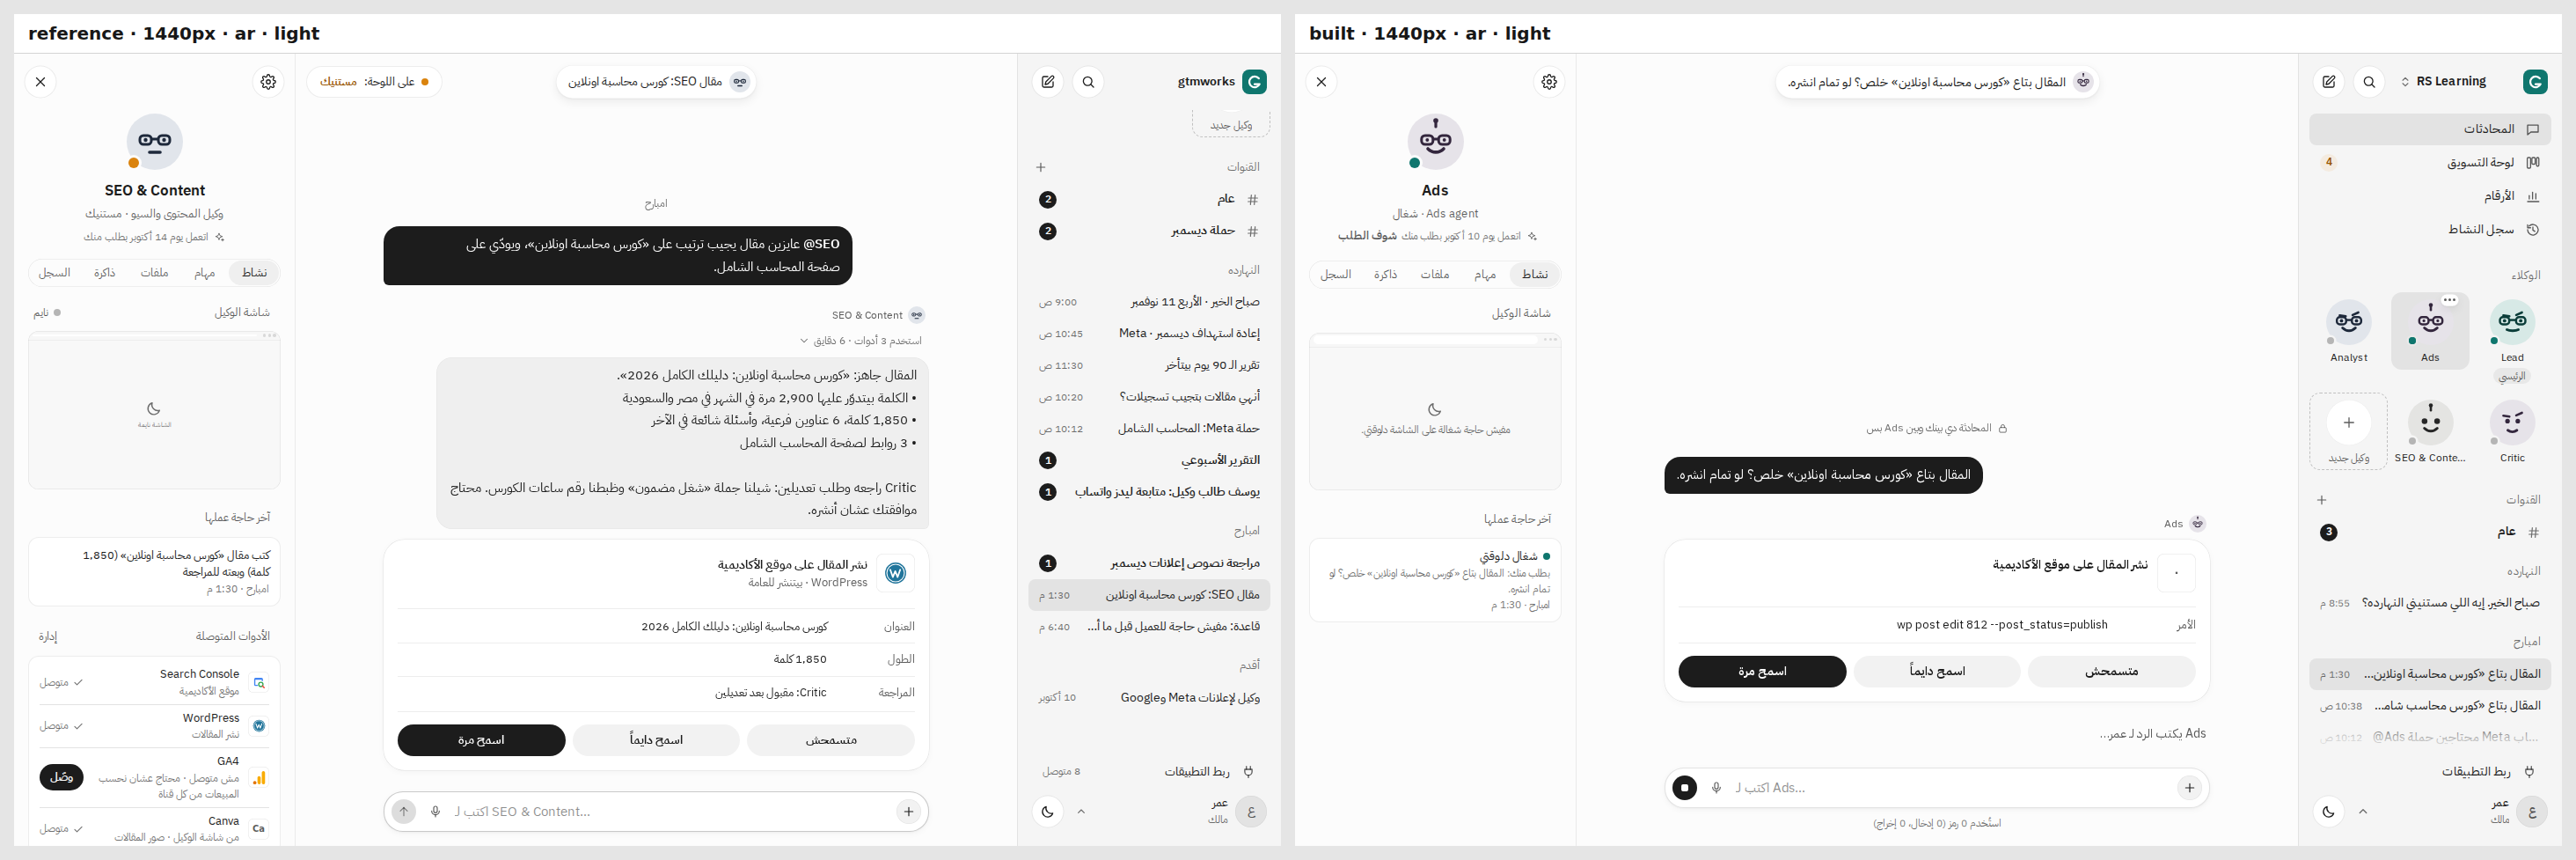 reference · 1440px · ar · light
gtmworks
وكيل جديد
القنوات
عام
2
حملة ديسمبر
2
النهارده
صباح الخير · الأربع 11 نوفمبر
9:00 ص
إعادة استهداف ديسمبر · Meta
10:45 ص
تقرير الـ 90 يوم بيتأخر
11:30 ص
أنهي مقالات بتجيب تسجيلات؟
10:20 ص
حملة Meta: المحاسب الشامل
10:12 ص
التقرير الأسبوعي
1
يوسف طالب وكيل: متابعة ليدز واتساب
1
امبارح
مراجعة نصوص إعلانات ديسمبر
1
مقال SEO: كورس محاسبة اونلاين
1:30 م
قاعدة: مفيش حاجة للعميل قبل ما أ...
6:40 م
أقدم
وكيل لإعلانات Meta وGoogle
10 أكتوبر
ربط التطبيقات
8 متوصل
ع
عمر
مالك
مقال SEO: كورس محاسبة اونلاين
على اللوحة: مستنيك
امبارح
@SEO عايزين مقال يجيب ترتيب على «كورس محاسبة اونلاين»، ويودّي على
صفحة المحاسب الشامل.
SEO & Content
استخدم 3 أدوات · 6 دقايق
المقال جاهز: «كورس محاسبة اونلاين: دليلك الكامل 2026».
• الكلمة بيتدوّر عليها 2,900 مرة في الشهر في مصر والسعودية
• 1,850 كلمة، 6 عناوين فرعية، وأسئلة شائعة في الآخر
• 3 روابط لصفحة المحاسب الشامل
Critic راجعه وطلب تعديلين: شيلنا جملة «شغل مضمون» وظبطنا رقم ساعات الكورس. محتاج
موافقتك عشان أنشره.
نشر المقال على موقع الأكاديمية
WordPress · بيتنشر للعامة
العنوان
كورس محاسبة اونلاين: دليلك الكامل 2026
الطول
1,850 كلمة
المراجعة
Critic: مقبول بعد تعديلين
متسمحش
اسمح دايماً
اسمح مرة
اكتب لـ SEO & Content...
SEO & Content
وكيل المحتوى والسيو · مستنيك
اتعمل يوم 14 أكتوبر بطلب منك
نشاط
مهام
ملفات
ذاكرة
السجل
شاشة الوكيل
نايم
الشاشة نايمة
آخر حاجة عملها
كتب مقال «كورس محاسبة اونلاين» (1,850
كلمة) وبعته للمراجعة
امبارح · 1:30 م
الأدوات المتوصلة
إدارة
Search Console
موقع الأكاديمية
متوصل
WordPress
نشر المقالات
متوصل
GA4
مش متوصل · محتاج عشان نحسب
المبيعات من كل قناة
وصّل
Ca
Canva
من شاشة الوكيل · صور المقالات
متوصل
built · 1440px · ar · light
RS Learning
المحادثات
لوحة التسويق
4
الأرقام
سجل النشاط
الوكلاء
Lead
الرئيسي
Ads
Analyst
Critic
SEO & Conte...
وكيل جديد
القنوات
عام
3
النهارده
صباح الخير. إيه اللي مستنيني النهارده؟
8:55 م
امبارح
المقال بتاع «كورس محاسبة اونلاين...
1:30 م
المقال بتاع «كورس محاسب شامـ...
10:38 ص
@Ads محتاجين حملة Meta
10:12 ص
ربط التطبيقات
ع
عمر
مالك
المقال بتاع «كورس محاسبة اونلاين» خلص؟ لو تمام انشره.
المحادثة دي بينك وبين Ads بس
المقال بتاع «كورس محاسبة اونلاين» خلص؟ لو تمام انشره.
Ads
نشر المقال على موقع الأكاديمية
الأمر
wp post edit 812 --post_status=publish
متسمحش
اسمح دايماً
اسمح مرة
Ads يكتب الرد لـ عمر...
اكتب لـ Ads...
استُخدم 0 رمز (0 إدخال، 0 إخراج)
Ads
Ads agent · شغال
اتعمل يوم 10 أكتوبر بطلب منك شوف الطلب
نشاط
مهام
ملفات
ذاكرة
السجل
شاشة الوكيل
مفيش حاجة شغالة على الشاشة دلوقتي.
آخر حاجة عملها
شغال دلوقتي
بطلب منك: المقال بتاع «كورس محاسبة اونلاين» خلص؟ لو
تمام انشره.
امبارح · 1:30 م